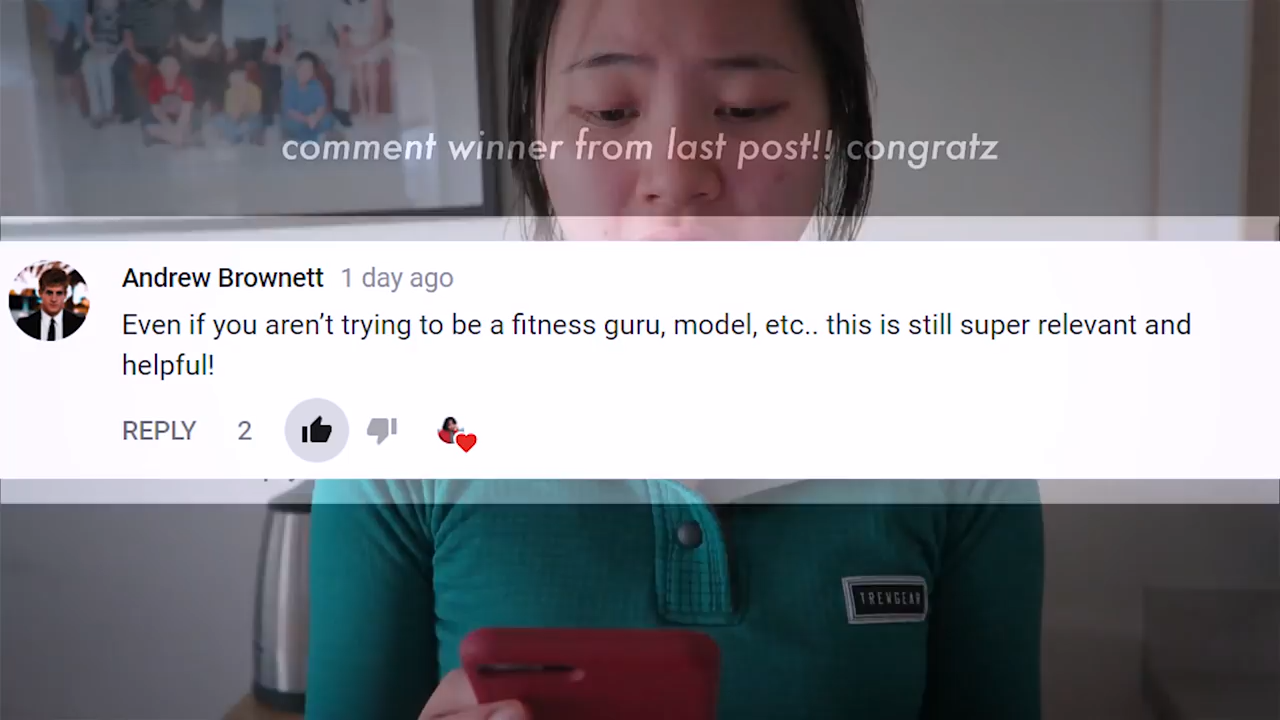 comment winner from last post!! congratz
Andrew Brownett 1 day ago
Even if you aren’t trying to be a fitness guru, model, etc.. this is still super relevant and
helpful!
REPLY 2
TREWGEAR